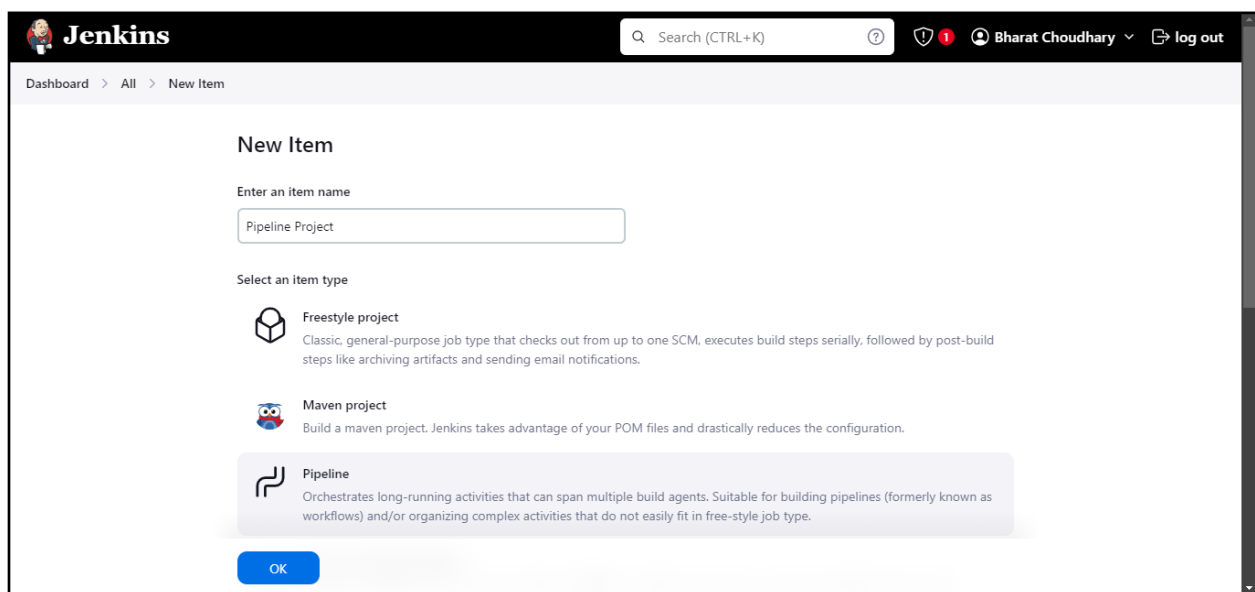 Jenkins
Search (CTRL+K)
?
! 1
Bharat Choudhary
log out
Dashboard > All > New Item
New Item
Enter an item name
Pipeline Project
Select an item type
Freestyle project
Classic, general-purpose job type that checks out from up to one SCM, executes build steps serially, followed by post-build
steps like archiving artifacts and sending email notifications.
Maven project
Build a maven project. Jenkins takes advantage of your POM files and drastically reduces the configuration.
Pipeline
Orchestrates long-running activities that can span multiple build agents. Suitable for building pipelines (formerly known as
workflows) and/or organizing complex activities that do not easily fit in free-style job type.
OK